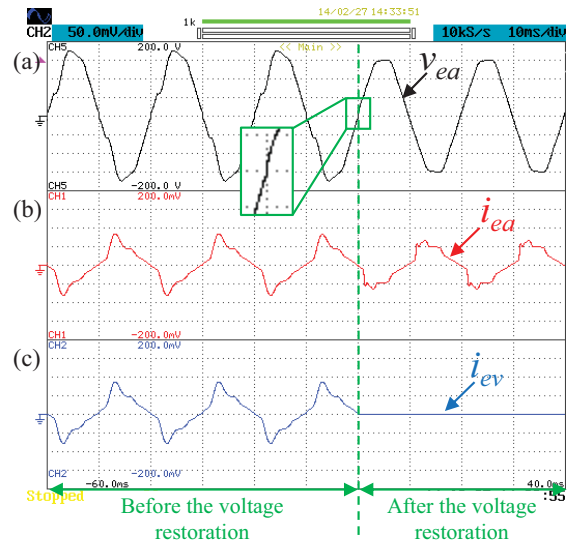 14/02/27 14:33:51
CH2 50.0mV/div 1k 10kS/s 10ms/div
<< Main >>
(a)
CH5 200.0 V
v_ea
CH5 -200.0 V
(b)
CH1 200.0mV
i_ea
CH1 -200.0mV
(c)
CH2 200.0mV
i_ev
CH2 -200.0mV
-60.0ms 40.0ms
Stopped
Before the voltage
restoration
After the voltage
restoration